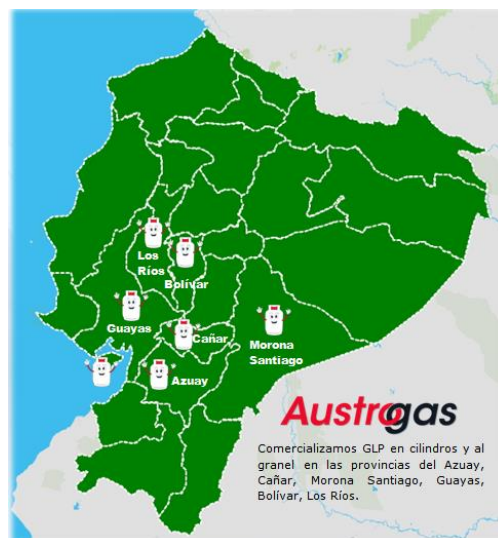 Los
Ríos
Bolívar
Guayas
Cañar
Morona
Santiago
Azuay
Austrogas
Comercializamos GLP en cilindros y al
granel en las provincias del Azuay,
Cañar, Morona Santiago, Guayas,
Bolívar, Los Ríos.